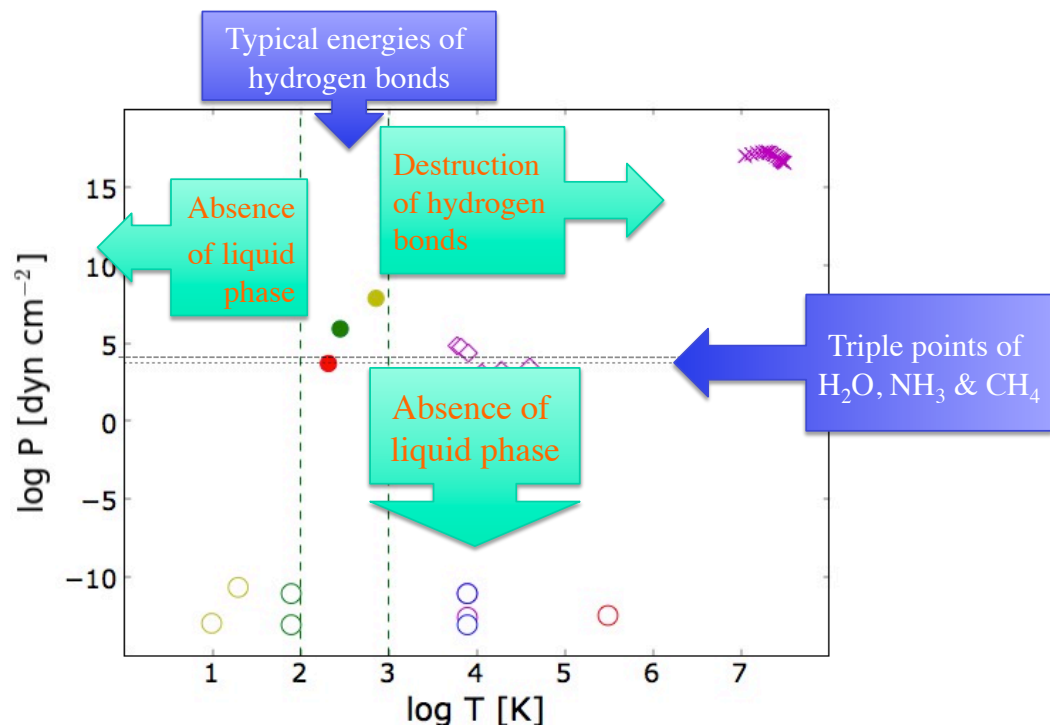 Typical energies of
hydrogen bonds
Destruction
of hydrogen
bonds
Absence
of liquid
phase
Triple points of
H₂O, NH₃ & CH₄
Absence of
liquid phase
log P [dyn cm⁻²]
15
10
5
0
−5
−10
1 2 3 4 5 6 7
log T [K]